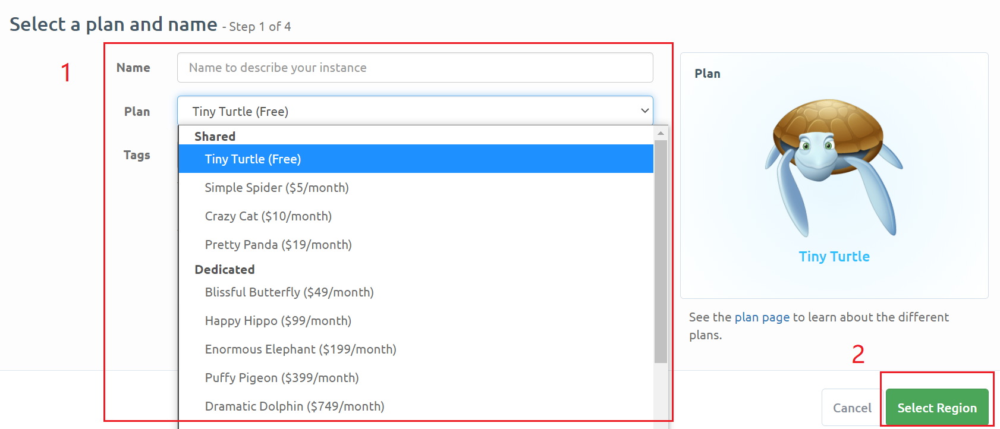 Select a plan and name - Step 1 of 4
1
Name
Name to describe your instance
Plan
Tiny Turtle (Free)
Tags
Shared
Tiny Turtle (Free)
Simple Spider ($5/month)
Crazy Cat ($10/month)
Pretty Panda ($19/month)
Dedicated
Blissful Butterfly ($49/month)
Happy Hippo ($99/month)
Enormous Elephant ($199/month)
Puffy Pigeon ($399/month)
Dramatic Dolphin ($749/month)
Plan
Tiny Turtle
See the plan page to learn about the different
plans.
2
Cancel
Select Region